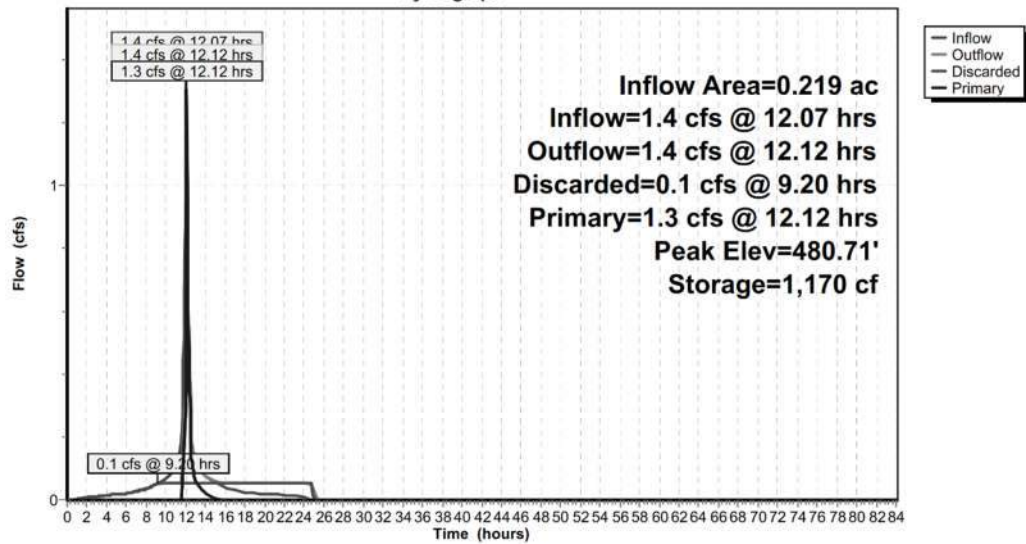 1.4 cfs @ 12.07 hrs
1.4 cfs @ 12.12 hrs
1.3 cfs @ 12.12 hrs
Inflow
Outflow
Discarded
Primary
Inflow Area=0.219 ac
Inflow=1.4 cfs @ 12.07 hrs
Outflow=1.4 cfs @ 12.12 hrs
Discarded=0.1 cfs @ 9.20 hrs
Primary=1.3 cfs @ 12.12 hrs
Peak Elev=480.71'
Storage=1,170 cf
1
Flow (cfs)
0.1 cfs @ 9.20 hrs
0
0 2 4 6 8 10 12 14 16 18 20 22 24 26 28 30 32 34 36 38 40 42 44 46 48 50 52 54 56 58 60 62 64 66 68 70 72 74 76 78 80 82 84
Time (hours)